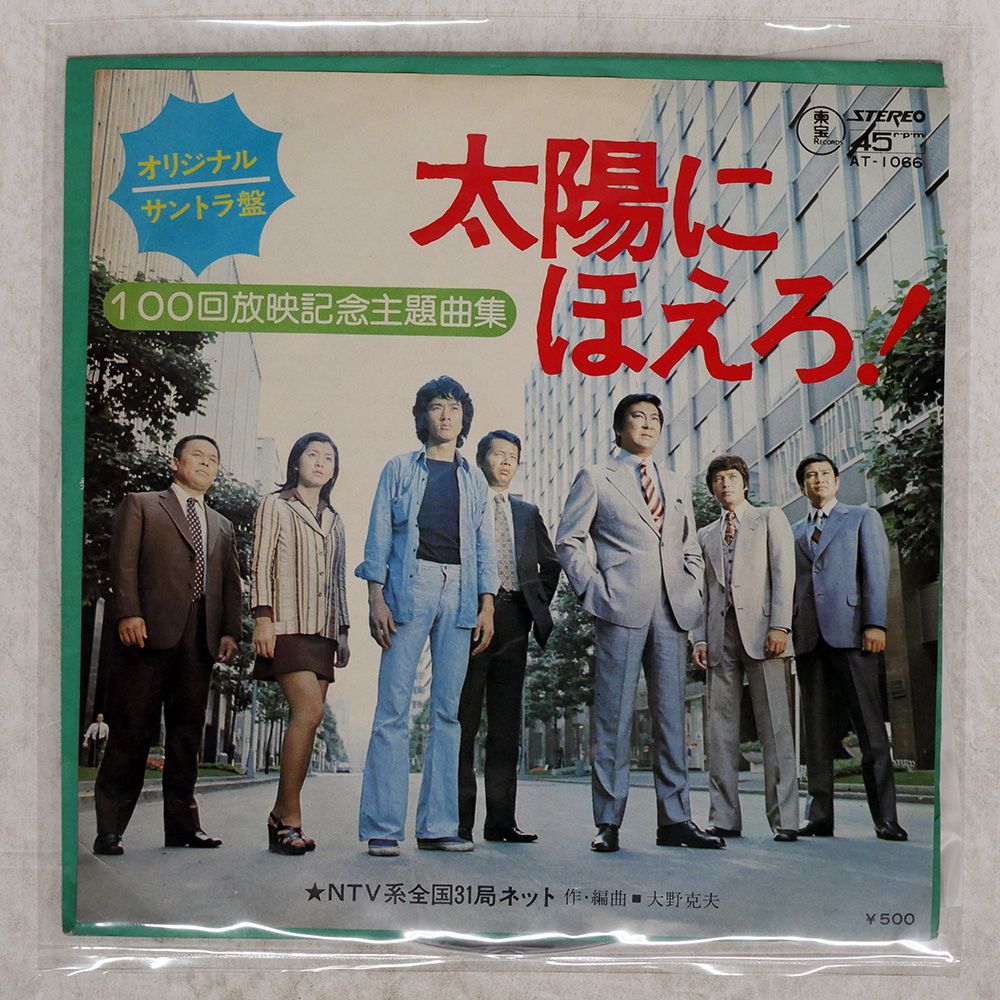 オリジナル
サントラ盤
東宝
RECORDS
STEREO
45rpm
AT-1066
太陽に
ほえろ!
100回放映記念主題曲集
★NTV系全国31局ネット 作・編曲■大野克夫
￥500